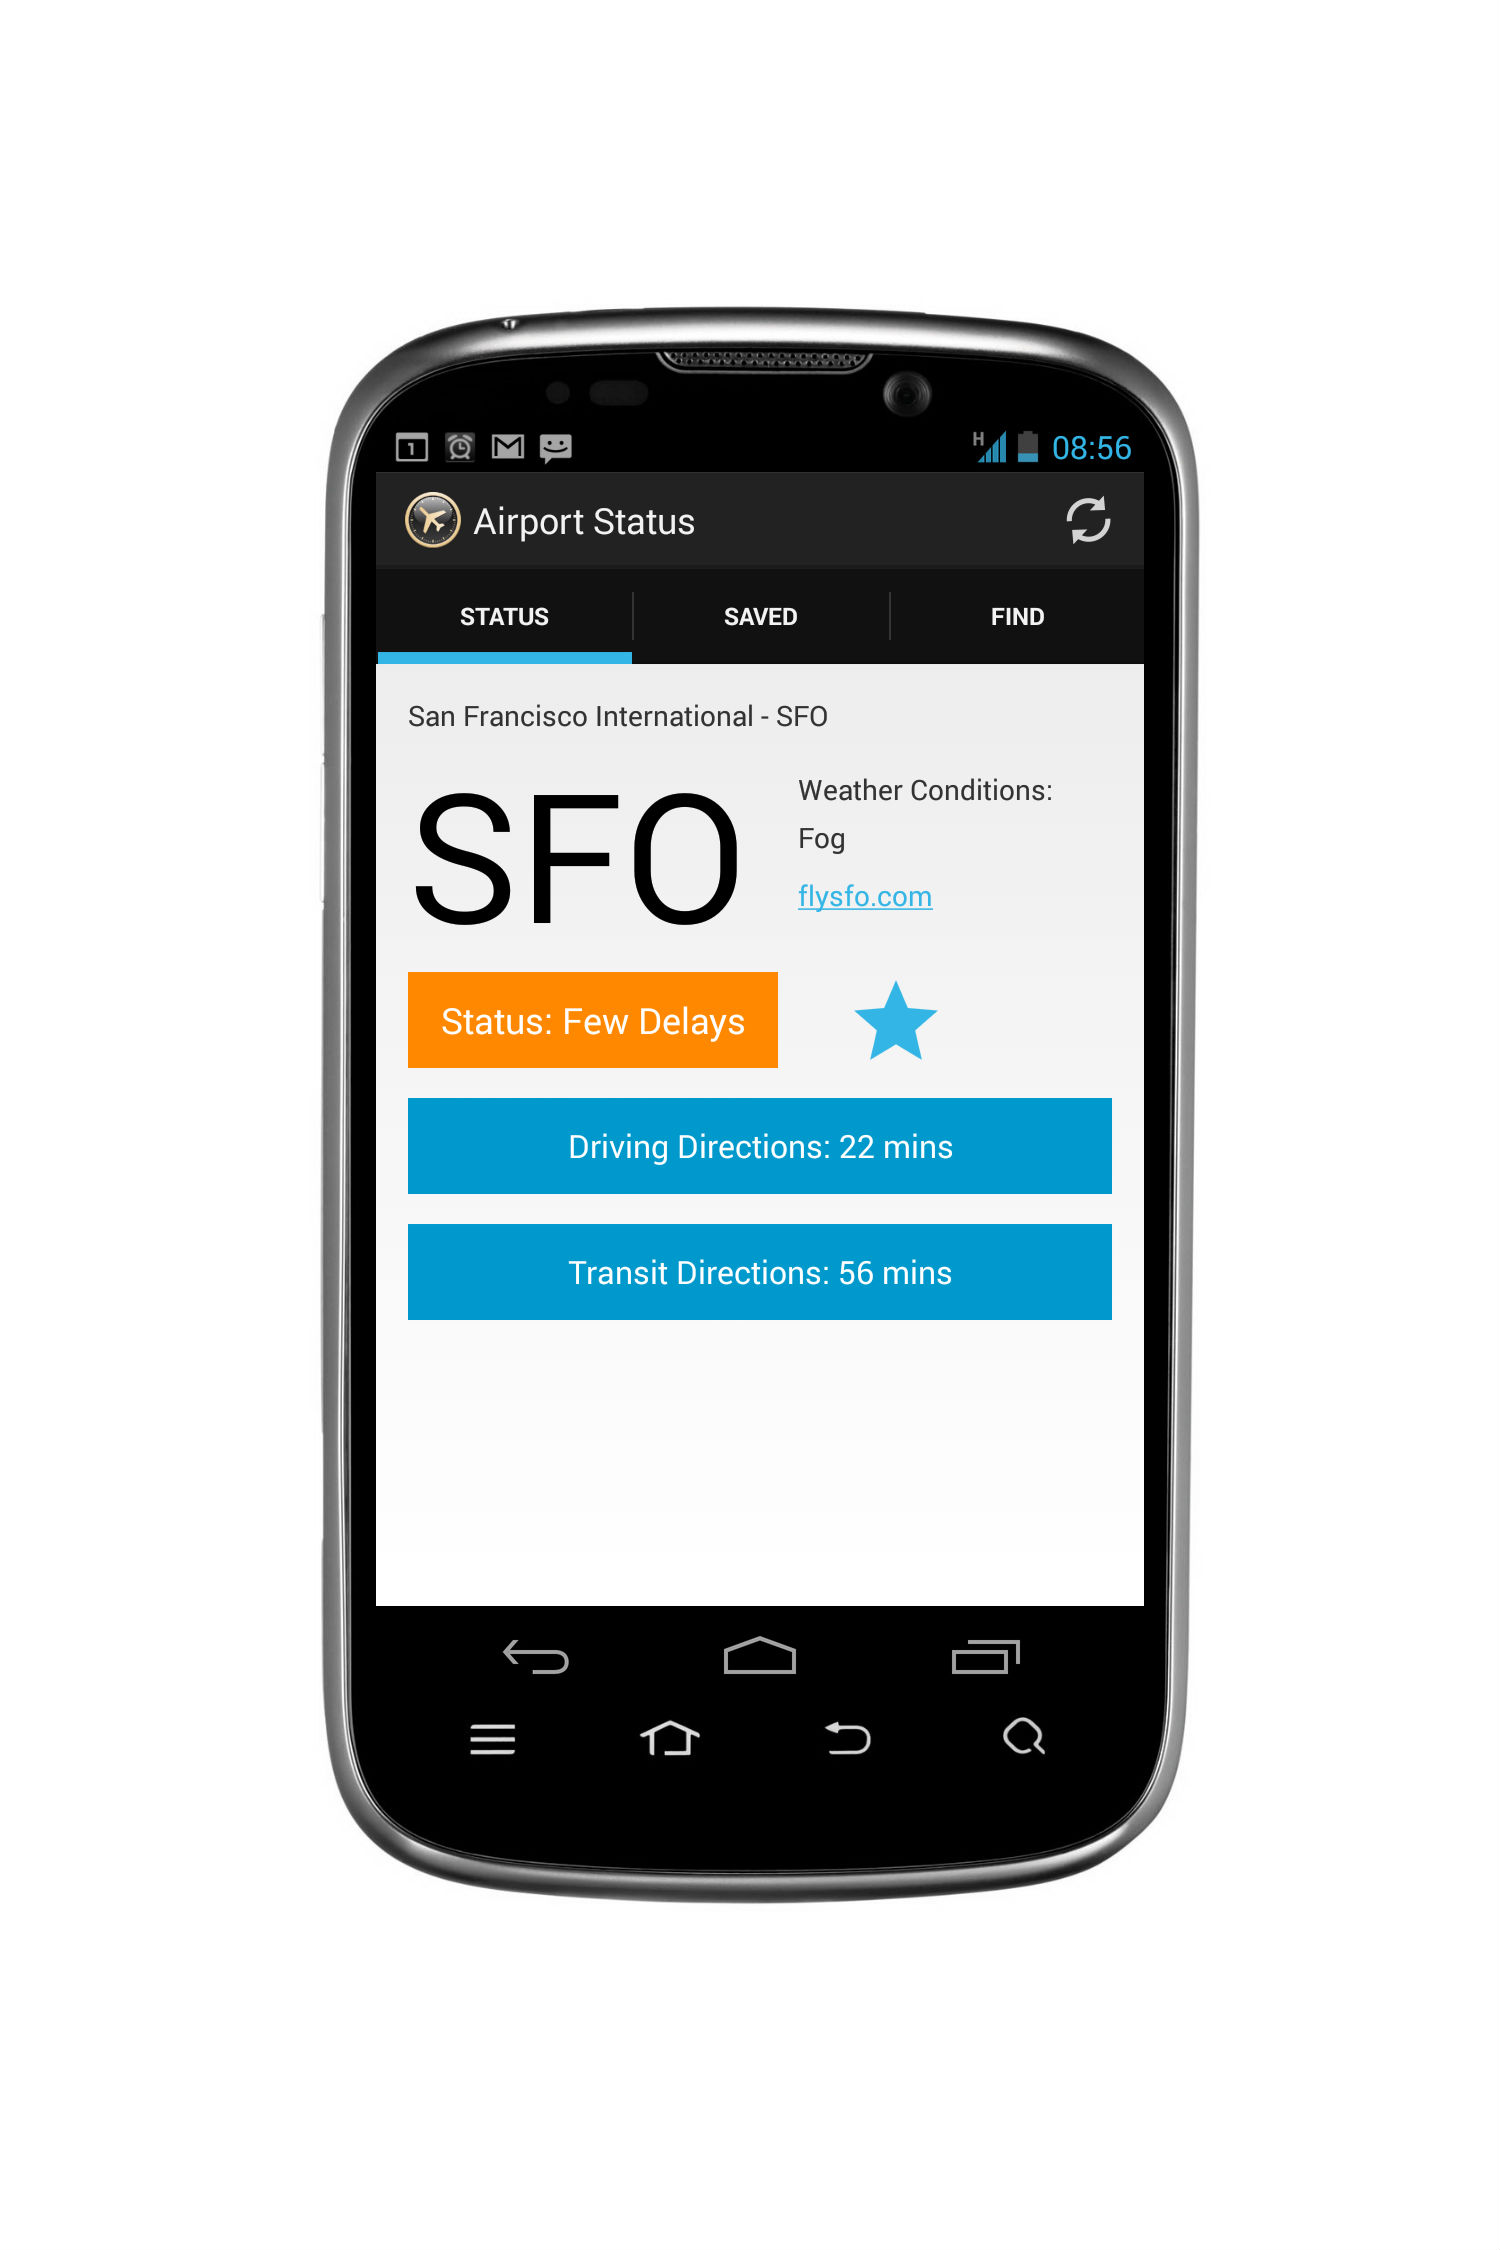 1
H
08:56
Airport Status
STATUS
SAVED
FIND
San Francisco International - SFO
SFO
Weather Conditions:
Fog
flysfo.com
Status: Few Delays
Driving Directions: 22 mins
Transit Directions: 56 mins